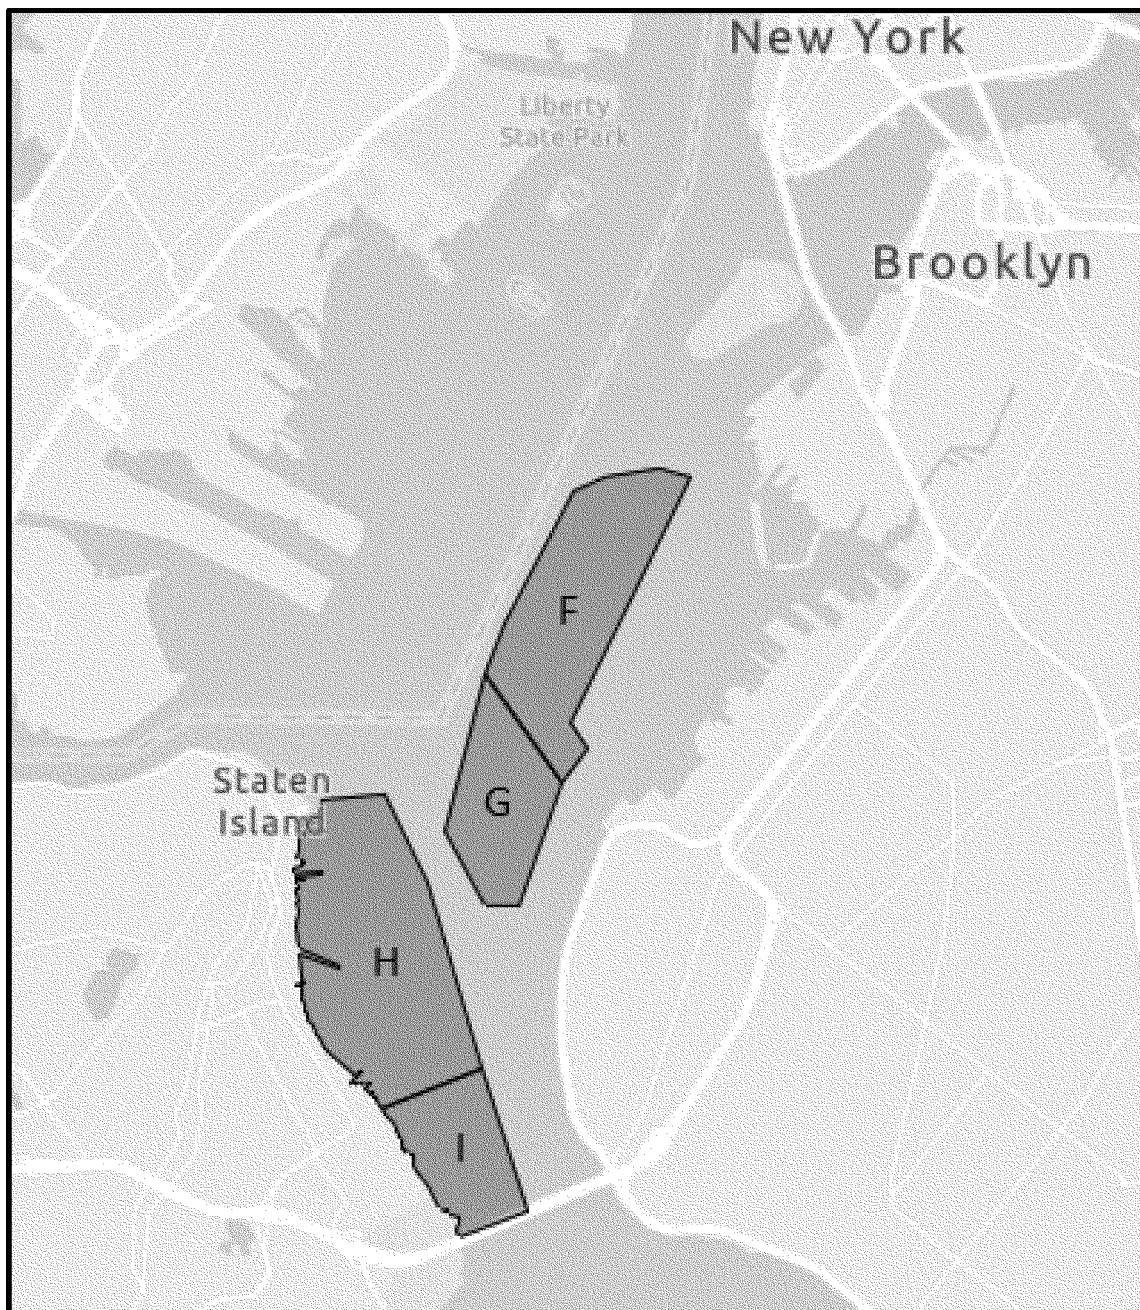 New York
Liberty
State Park
Brooklyn
F
G
Staten
Island
H
I